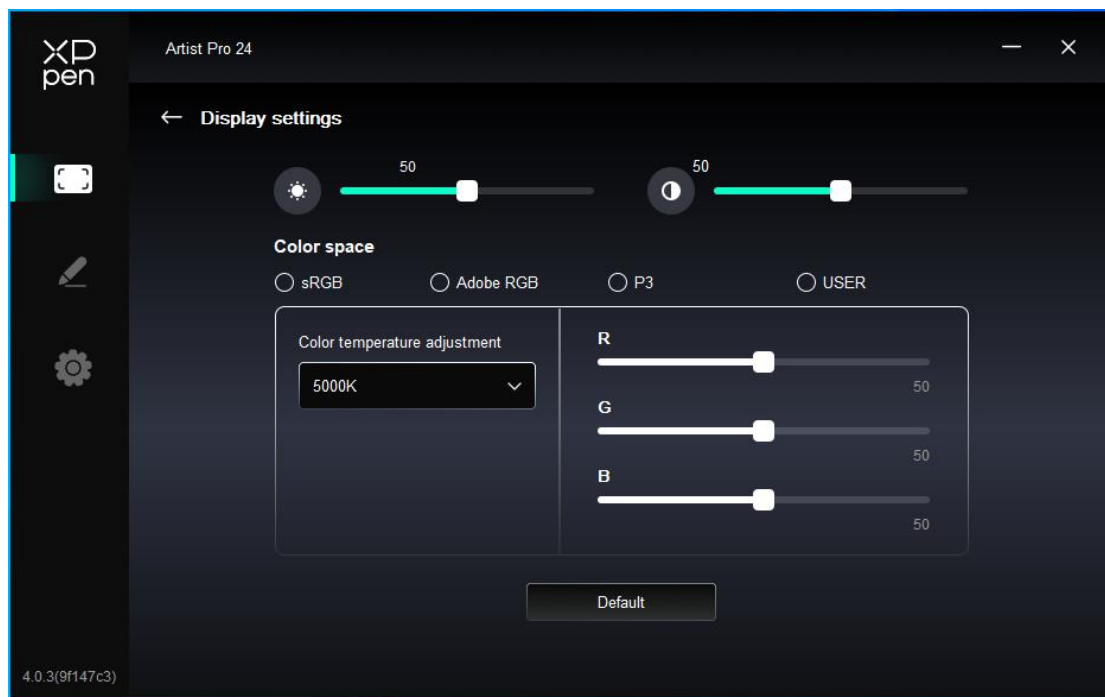 XP
pen
Artist Pro 24
Display settings
50
50
Color space
sRGB
Adobe RGB
P3
USER
Color temperature adjustment
5000K
R
50
G
50
B
50
Default
4.0.3(9f147c3)